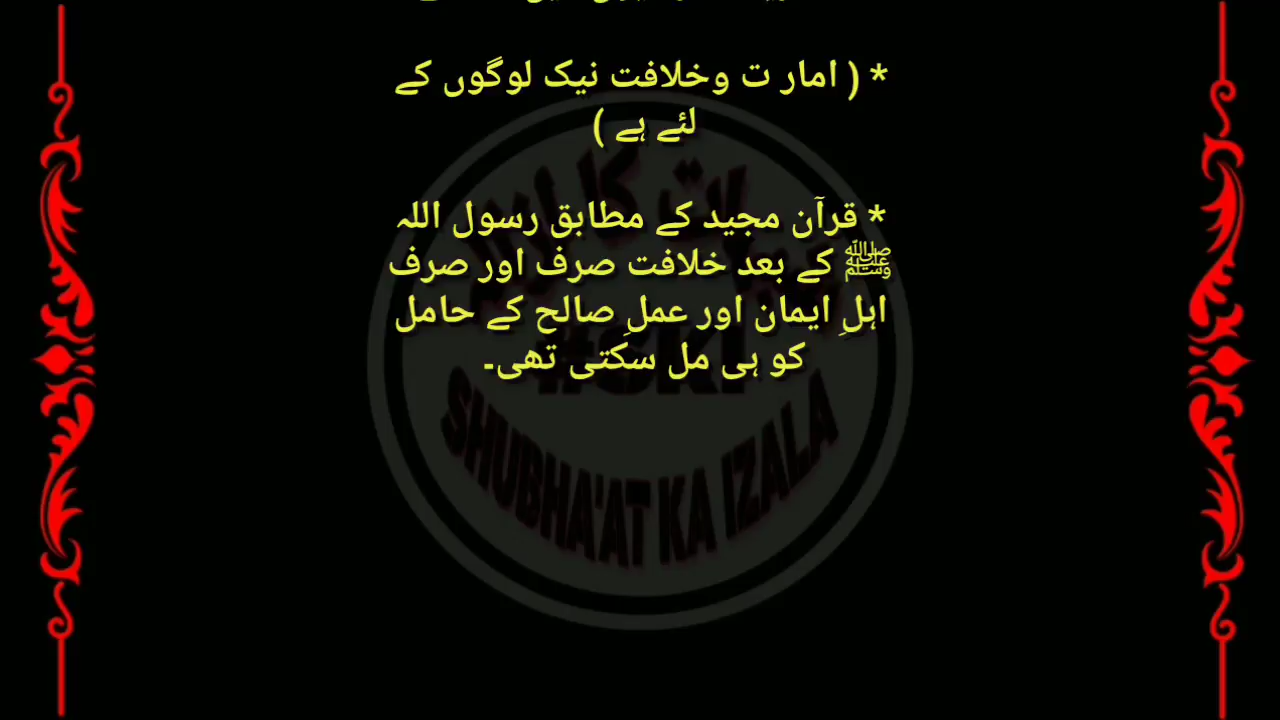 * ( امار ت وخلافت نیک لوگوں کے
لئے ہے )
* قرآن مجید کے مطابق رسول اللہ
ﷺ کے بعد خلافت صرف اور صرف
اہلِ ایمان اور عملِ صالح کے حامل
کو ہی مل سکتی تھی۔
#SKI
SHUBHA'AT KA IZALA